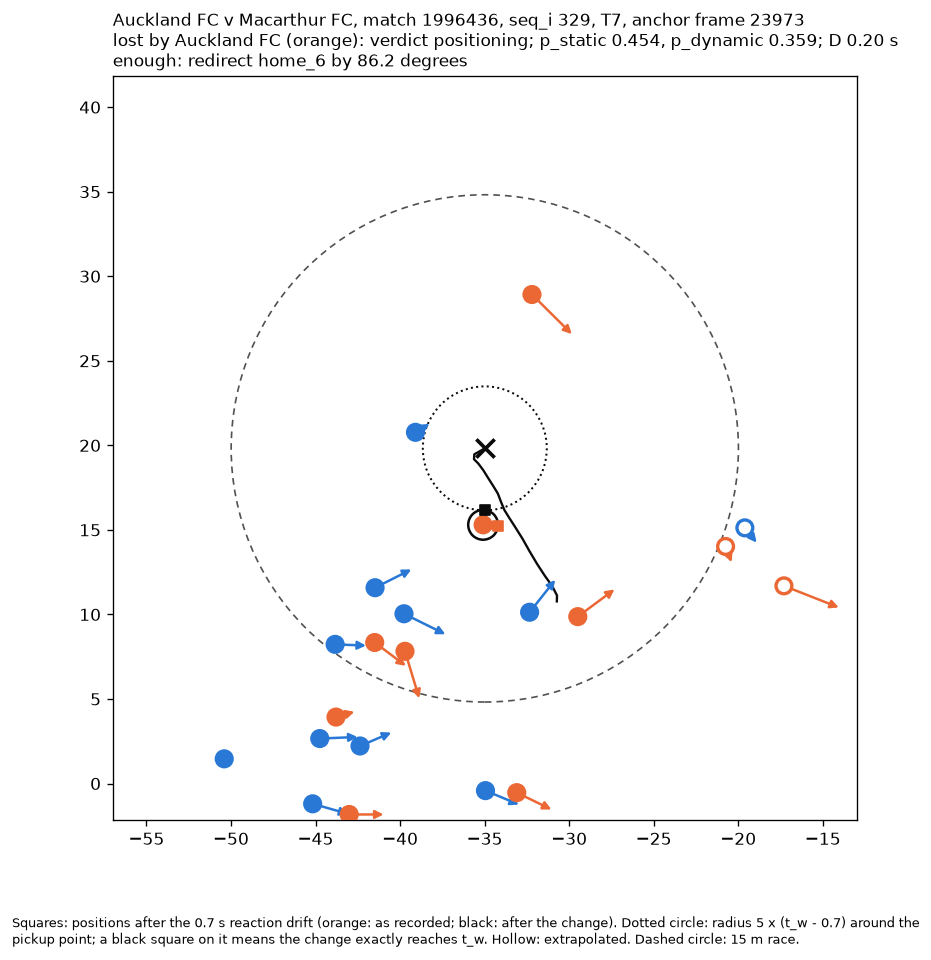 Auckland FC v Macarthur FC, match 1996436, seq_i 329, T7, anchor frame 23973
lost by Auckland FC (orange): verdict positioning; p_static 0.454, p_dynamic 0.359; D 0.20 s
enough: redirect home_6 by 86.2 degrees
40
35
30
25
20
15
10
5
0
−55 −50 −45 −40 −35 −30 −25 −20 −15
Squares: positions after the 0.7 s reaction drift (orange: as recorded; black: after the change). Dotted circle: radius 5 x (t_w - 0.7) around the
pickup point; a black square on it means the change exactly reaches t_w. Hollow: extrapolated. Dashed circle: 15 m race.